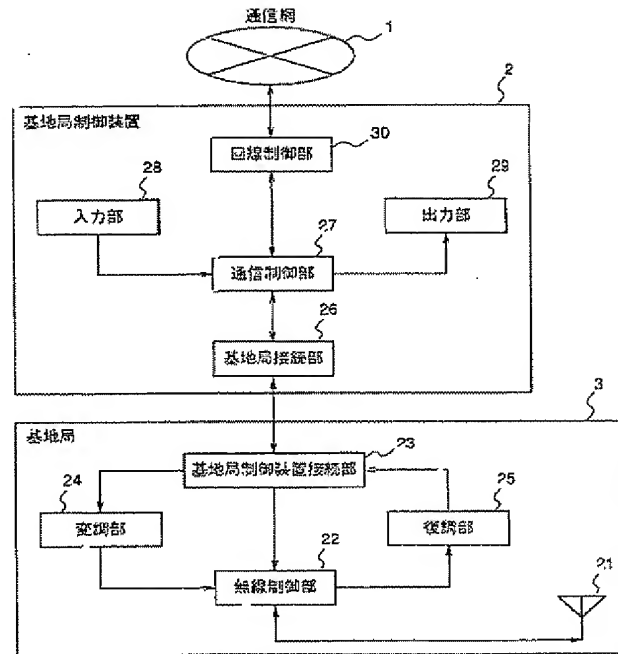 通信網
1
2
基地局制御装置
30
回線制御部
28
29
入力部
出力部
27
通信制御部
26
基地局接続部
3
基地局
23
基地局制御装置接続部
24
25
変調部
復調部
22
無線制御部
21